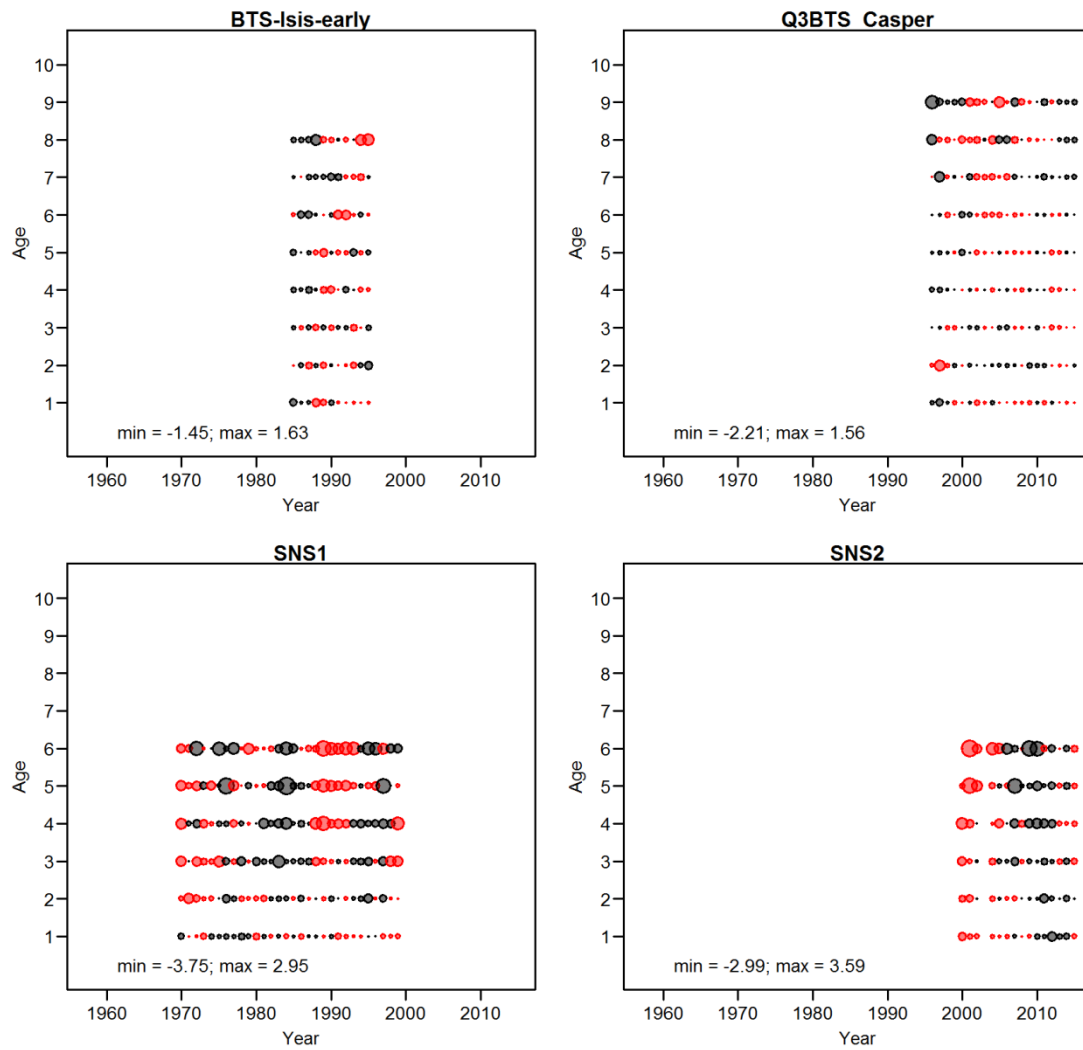 BTS-Isis-early
10
9
8
7
6
5
4
3
2
1
Age
min = -1.45; max = 1.63
1960 1970 1980 1990 2000 2010
Year
Q3BTS Casper
10
9
8
7
6
5
4
3
2
1
Age
min = -2.21; max = 1.56
1960 1970 1980 1990 2000 2010
Year
SNS1
10
9
8
7
6
5
4
3
2
1
Age
min = -3.75; max = 2.95
1960 1970 1980 1990 2000 2010
Year
SNS2
10
9
8
7
6
5
4
3
2
1
Age
min = -2.99; max = 3.59
1960 1970 1980 1990 2000 2010
Year